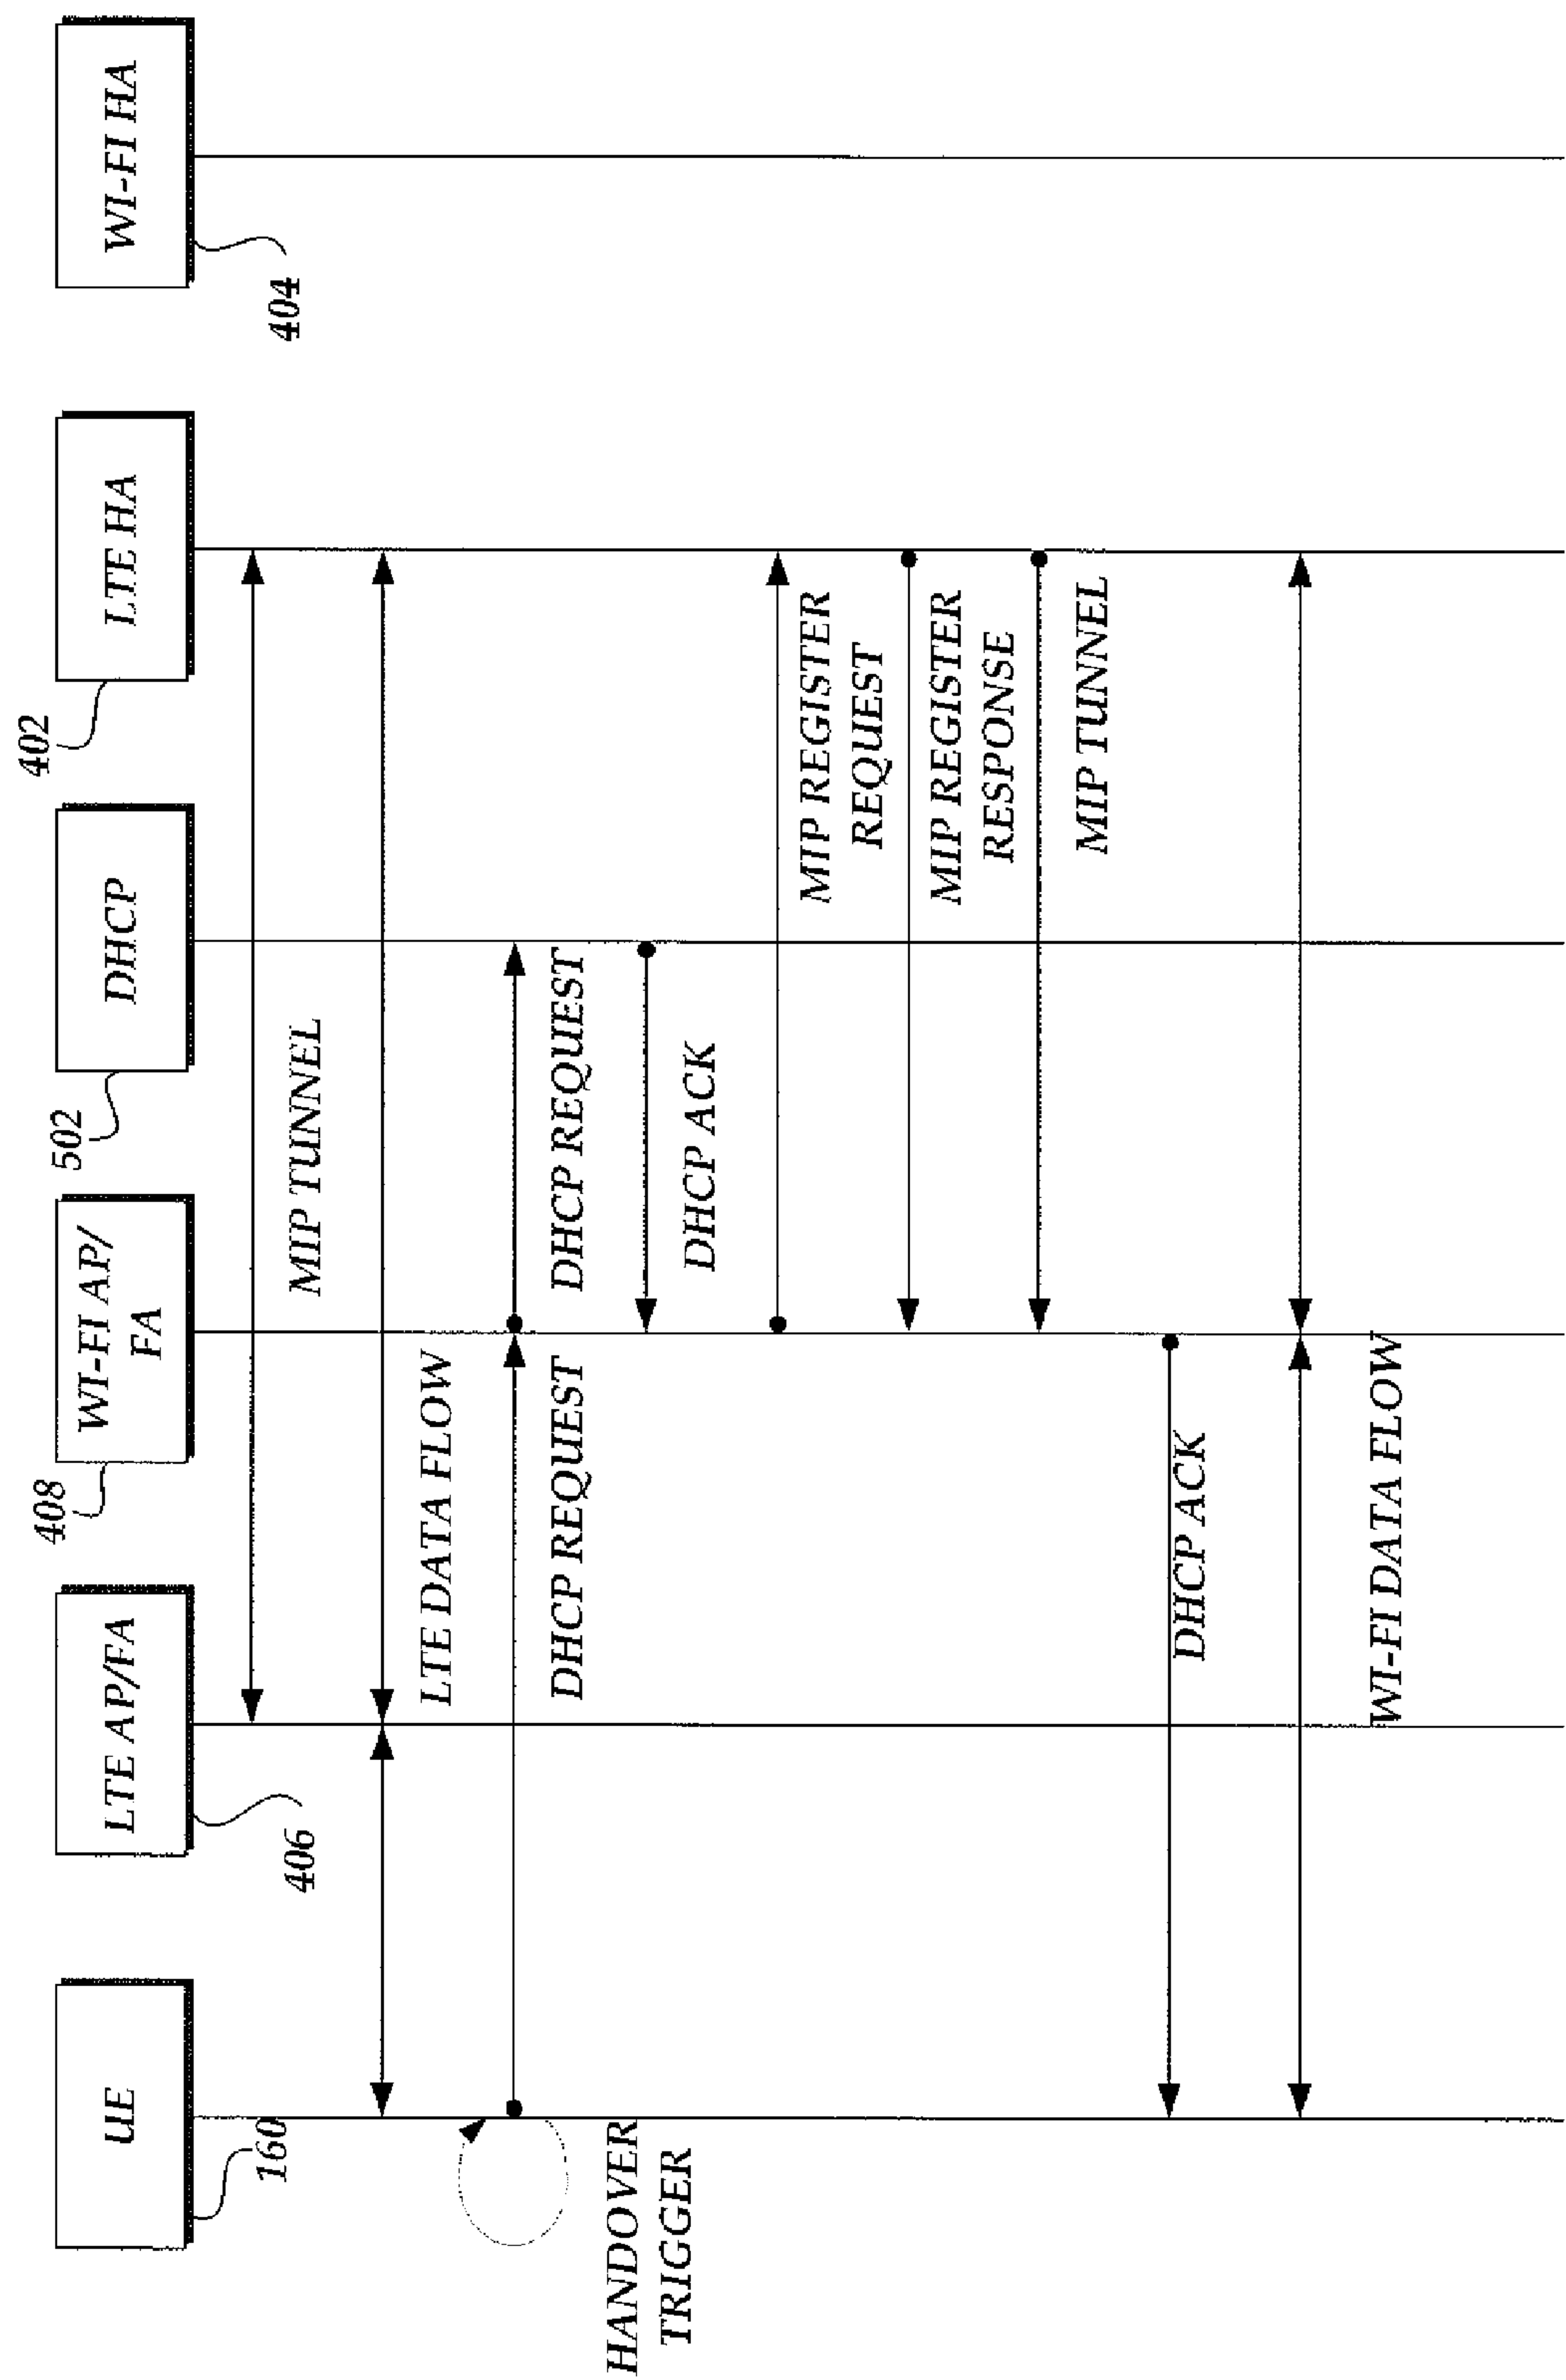 UE
160
LTE AP/FA
406
WI-FI AP/
FA
408
DHCP
502
LTE HA
402
WI-FI HA
404
MIP TUNNEL
LTE DATA FLOW
HANDOVER
TRIGGER
DHCP REQUEST
DHCP REQUEST
DHCP ACK
MIP REGISTER
REQUEST
MIP REGISTER
RESPONSE
MIP TUNNEL
DHCP ACK
WI-FI DATA FLOW